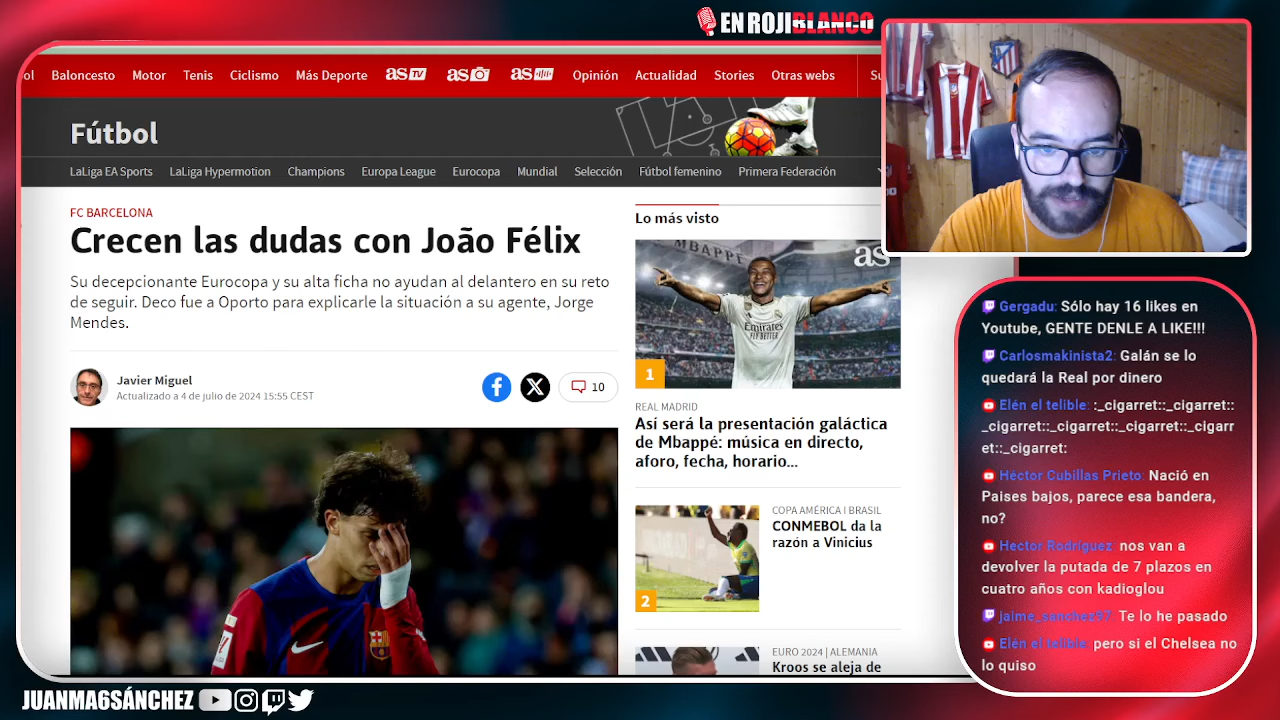 EN ROJIBLANCO
ol Baloncesto Motor Tenis Ciclismo Más Deporte as TV as as Opinión Actualidad Stories Otras webs Su
Fútbol
LaLiga EA Sports LaLiga Hypermotion Champions Europa League Eurocopa Mundial Selección Fútbol femenino Primera Federación
FC BARCELONA
Crecen las dudas con João Félix
Su decepcionante Eurocopa y su alta ficha no ayudan al delantero en su reto
de seguir. Deco fue a Oporto para explicarle la situación a su agente, Jorge
Mendes.
Javier Miguel
Actualizado a 4 de julio de 2024 15:55 CEST
10
Lo más visto
MBAPPÉ
as
Emirates
FLY BETTER
1
REAL MADRID
Así será la presentación galáctica
de Mbappé: música en directo,
aforo, fecha, horario...
2
COPA AMÉRICA | BRASIL
CONMEBOL da la
razón a Vinicius
EURO 2024 | ALEMANIA
Kroos se aleja de
Gergadu: Sólo hay 16 likes en
Youtube, GENTE DENLE A LIKE!!!
Carlosmakinista2: Galán se lo
quedará la Real por dinero
Elén el telible: :_cigarret::_cigarret::
_cigarret::_cigarret::_cigarret::_cigarr
et::_cigarret:
Héctor Cubillas Prieto: Nació en
Paises bajos, parece esa bandera,
no?
Hector Rodríguez: nos van a
devolver la putada de 7 plazos en
cuatro años con kadioglou
jaime_sanchez97: Te lo he pasado
Elén el telible: pero si el Chelsea no
lo quiso
JUANMA6SÁNCHEZ